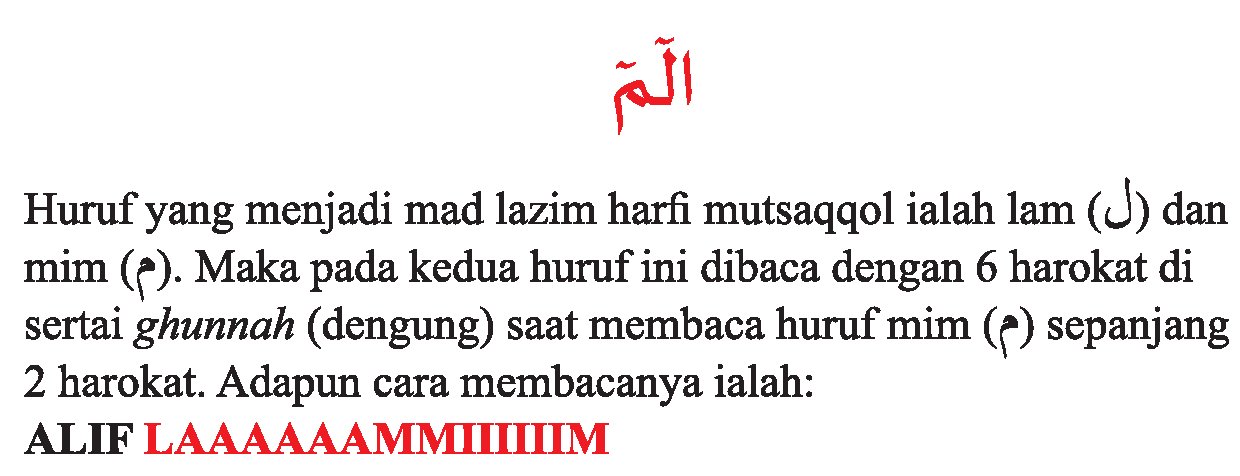 الٓمٓ
Huruf yang menjadi mad lazim harfi mutsaqqol ialah lam (ل) dan
mim (م). Maka pada kedua huruf ini dibaca dengan 6 harokat di
sertai ghunnah (dengung) saat membaca huruf mim (م) sepanjang
2 harokat. Adapun cara membacanya ialah:
ALIF LAAAAAAMMIIIIIIM